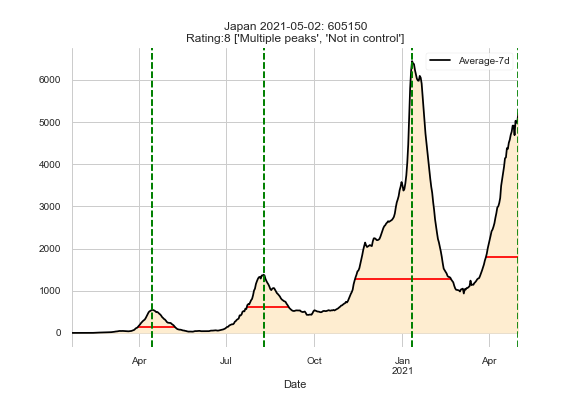 Japan 2021-05-02: 605150
Rating:8 ['Multiple peaks', 'Not in control']
Average-7d
6000
5000
4000
3000
2000
1000
0
Apr
Jul
Oct
Jan
2021
Apr
Date